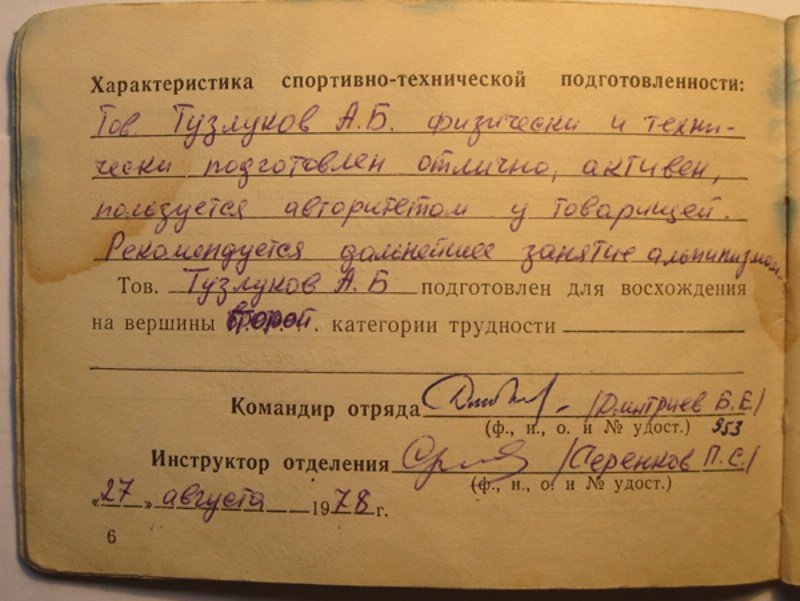 Характеристика спортивно-технической подготовленности:
Тов. Тузлуков А.Б. физически и техни-
чески подготовлен отлично, активен,
пользуется авторитетом у товарищей.
Рекомендуется дальнейшее занятие альпинизмом.
Тов. Тузлуков А.Б подготовлен для восхождения
на вершины второй. категории трудности
Командир отряда /Дмитриев Б.Е/
(ф., и., о. и № удост.) 953
Инструктор отделения /Серенков П.С/
(ф., и., о. и № удост.)
„27 „ августа 1978 г.
6